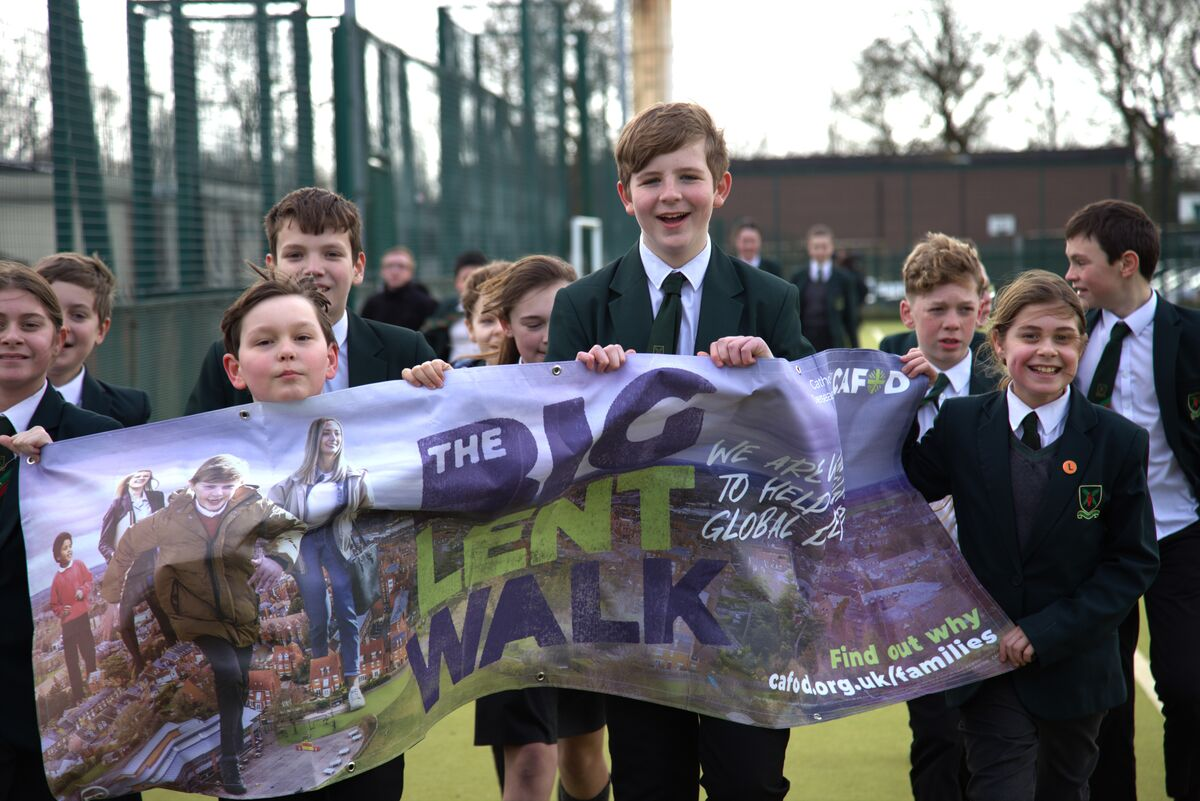 CAFOD
THE BIG
LENT
WALK
WE ARE
TO HELP
GLOBAL
Find out why
cafod.org.uk/families
L